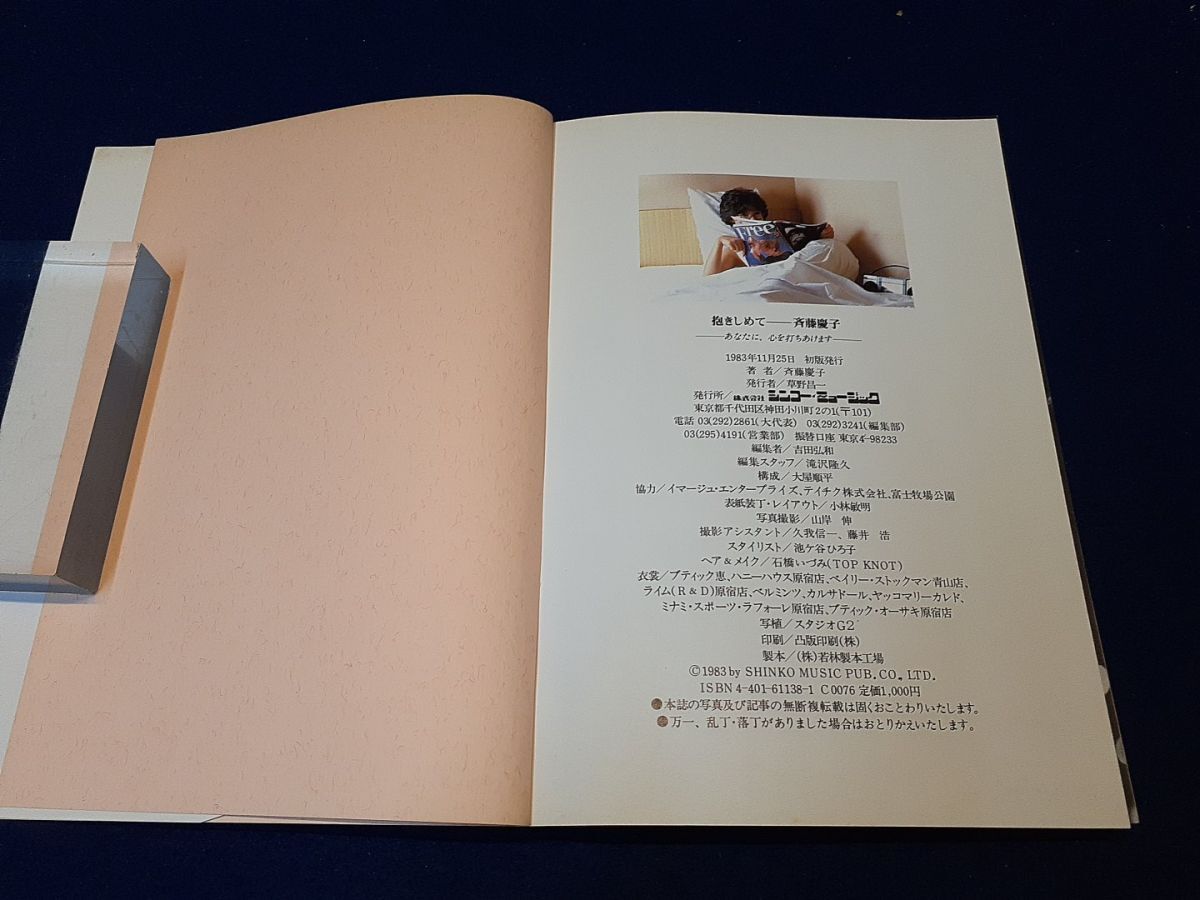 Free
抱きしめて——斉藤慶子
——あなたに、心を打ちあけます——
1983年11月25日　初版発行
著　者／斉藤慶子
発行者／草野昌一
発行所／株式会社 シンコー・ミュージック
東京都千代田区神田小川町2の1(〒101)
電話 03(292)2861(大代表)　03(292)3241(編集部)
03(295)4191(営業部)　振替口座 東京4-98233
編集者／吉田弘和
編集スタッフ／滝沢隆久
構成／大屋順平
協力／イマージュ・エンタープライズ、テイチク株式会社、富士牧場公園
表紙装丁・レイアウト／小林敏明
写真撮影／山岸　伸
撮影アシスタント／久我信一、藤井　浩
スタイリスト／池ケ谷ひろ子
ヘア＆メイク／石橋いづみ(TOP KNOT)
衣裳／ブティック恵、ハニーハウス原宿店、ベイリー・ストックマン青山店、
ライム(R＆D)原宿店、ベルミンツ、カルサドール、ヤッコマリーカレド、
ミナミ・スポーツ・ラフォーレ原宿店、ブティック・オーサキ原宿店
写植／スタジオG2
印刷／凸版印刷(株)
製本／(株)若林製本工場
©1983 by SHINKO MUSIC PUB. CO., LTD.
ISBN 4-401-61138-1 C0076 定価1,000円
●本誌の写真及び記事の無断複転載は固くおことわりいたします。
●万一、乱丁・落丁がありました場合はおとりかえいたします。